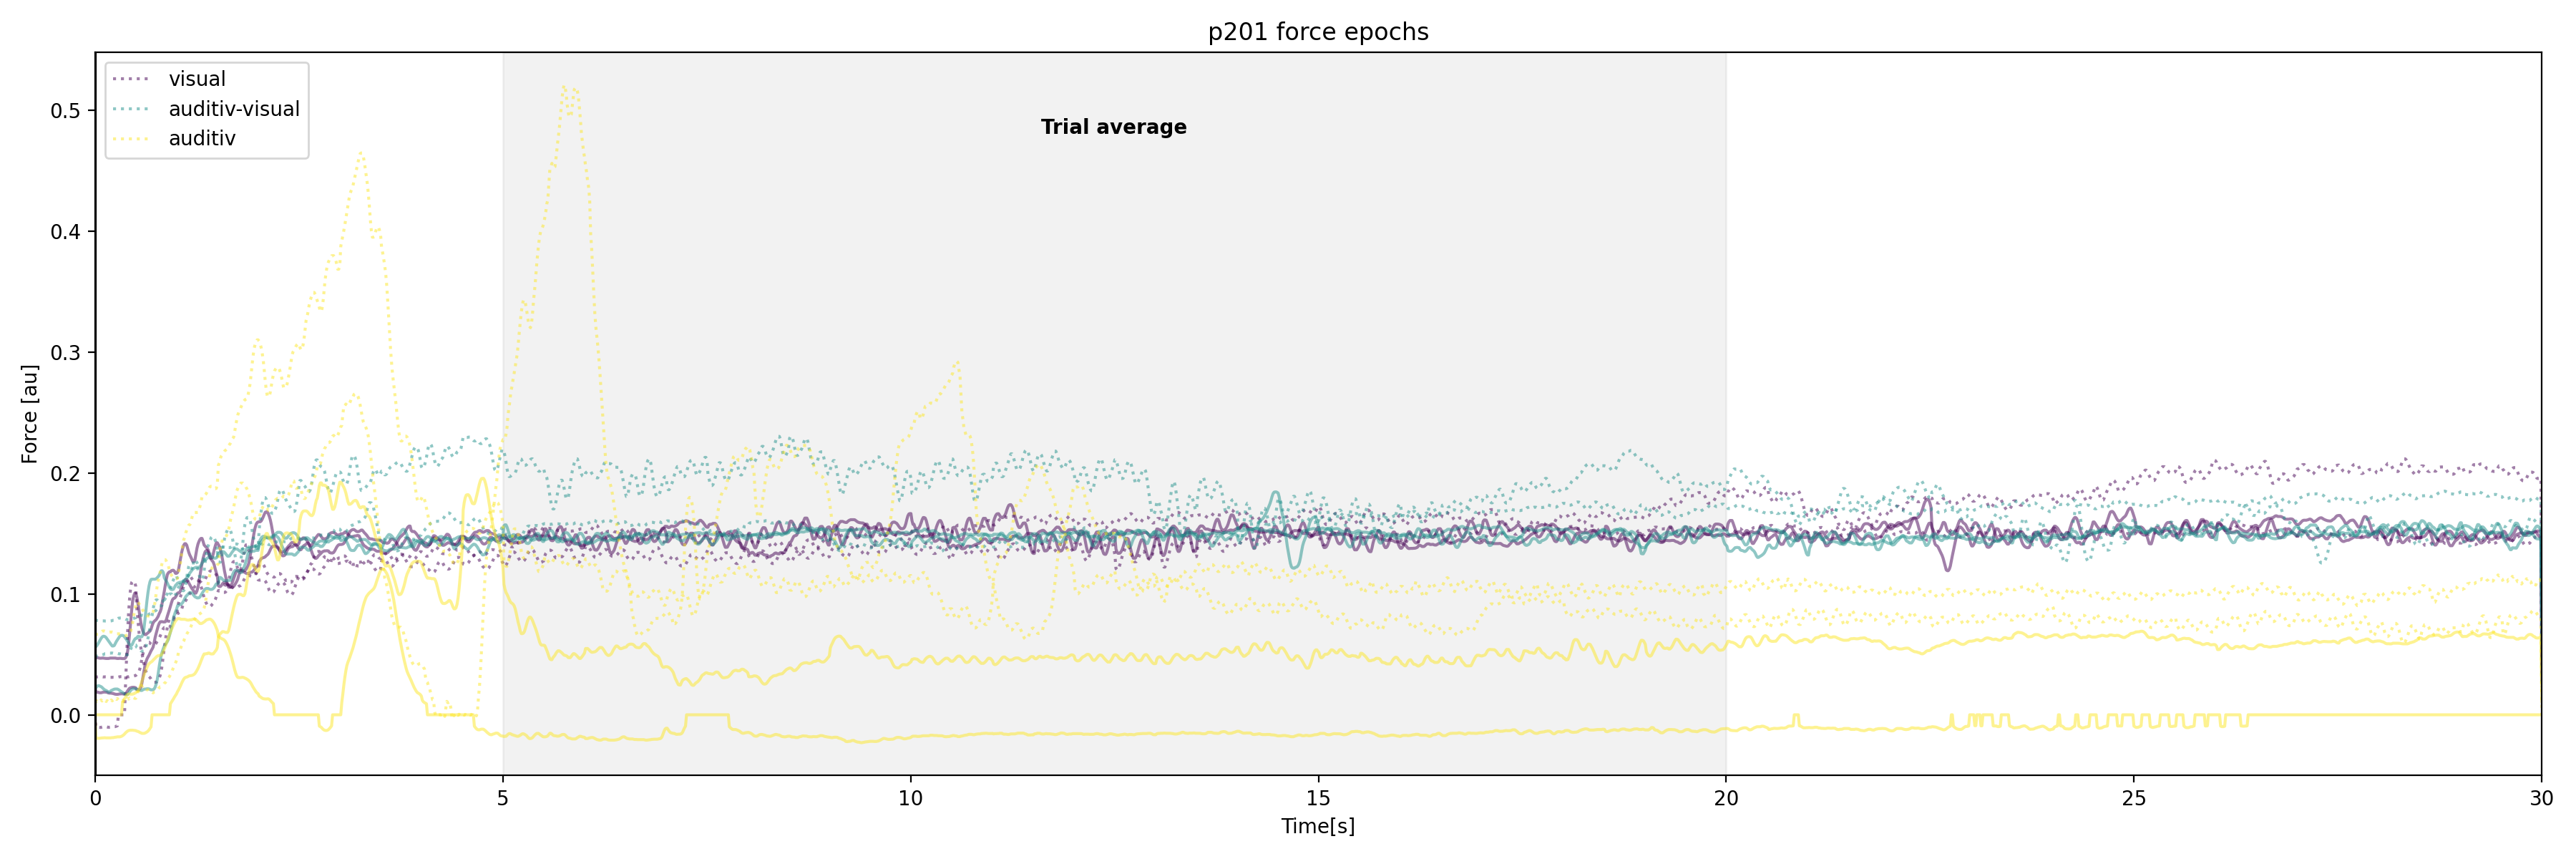 p201 force epochs
visual
auditiv-visual
auditiv
Trial average
Force [au]
0.5
0.4
0.3
0.2
0.1
0.0
0 5 10 15 20 25 30
Time[s]